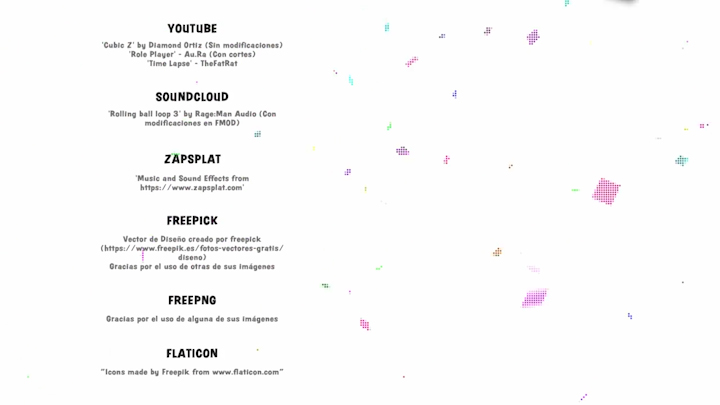 YOUTUBE
'Cubic Z' by Diamond Ortiz (Sin modificaciones)
'Role Player' - Au.Ra (Con cortes)
'Time Lapse' - TheFatRat
SOUNDCLOUD
'Rolling ball loop 3' by Rage:Man Audio (Con
modificaciones en FMOD)
ZAPSPLAT
'Music and Sound Effects from
https://www.zapsplat.com'
FREEPICK
Vector de Diseño creado por freepick
(https://www.freepik.es/fotos-vectores-gratis/
diseno)
Gracias por el uso de otras de sus imágenes
FREEPNG
Gracias por el uso de alguna de sus imágenes
FLATICON
"Icons made by Freepik from www.flaticon.com"